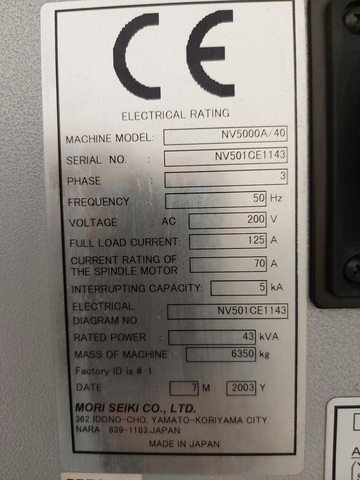 CE
ELECTRICAL RATING
MACHINE MODEL: NV5000A/40
SERIAL NO. : NV501CE1143
PHASE : 3
FREQUENCY : 50 Hz
VOLTAGE : AC 200 V
FULL LOAD CURRENT: 125 A
CURRENT RATING OF
THE SPINDLE MOTOR : 70 A
INTERRUPTING CAPACITY: 5 kA
ELECTRICAL
DIAGRAM NO. : NV501CE1143
RATED POWER : 43 kVA
MASS OF MACHINE : 6350 kg
Factory ID is # 1
DATE : 7 M 2003 Y
MORI SEIKI CO., LTD.
362 IDONO-CHO, YAMATO-KORIYAMA CITY
NARA 639-1183,JAPAN
MADE IN JAPAN